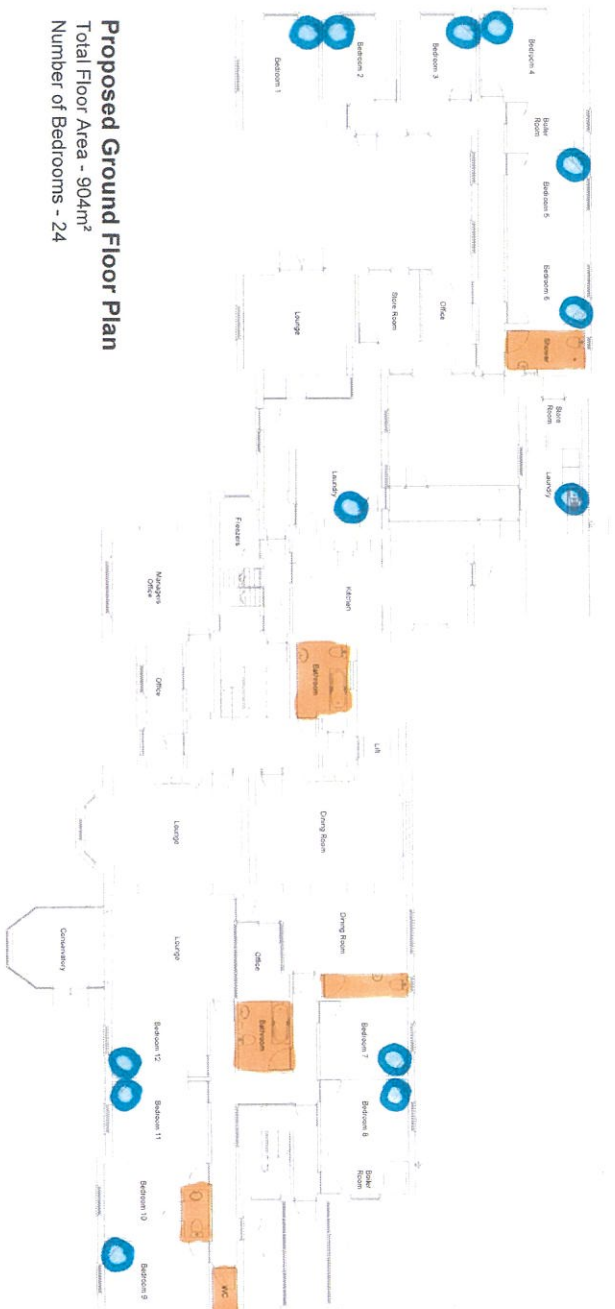 Proposed Ground Floor Plan
Total Floor Area - 904m²
Number of Bedrooms - 24
Bedroom 1
Bedroom 2
Bedroom 3
Bedroom 4
Boiler
Room
Bedroom 5
Bedroom 6
Shower
Store
Room
Laundry
Office
Store Room
Lounge
Laundry
Kitchen
Freezers
Managers
Office
Office
Bathroom
Lift
Dining Room
Lounge
Dining Room
Office
Lounge
Conservatory
Bathroom
Bedroom 7
Bedroom 8
Boiler
Room
Bedroom 12
Bedroom 11
Bedroom 10
Bedroom 9
WC